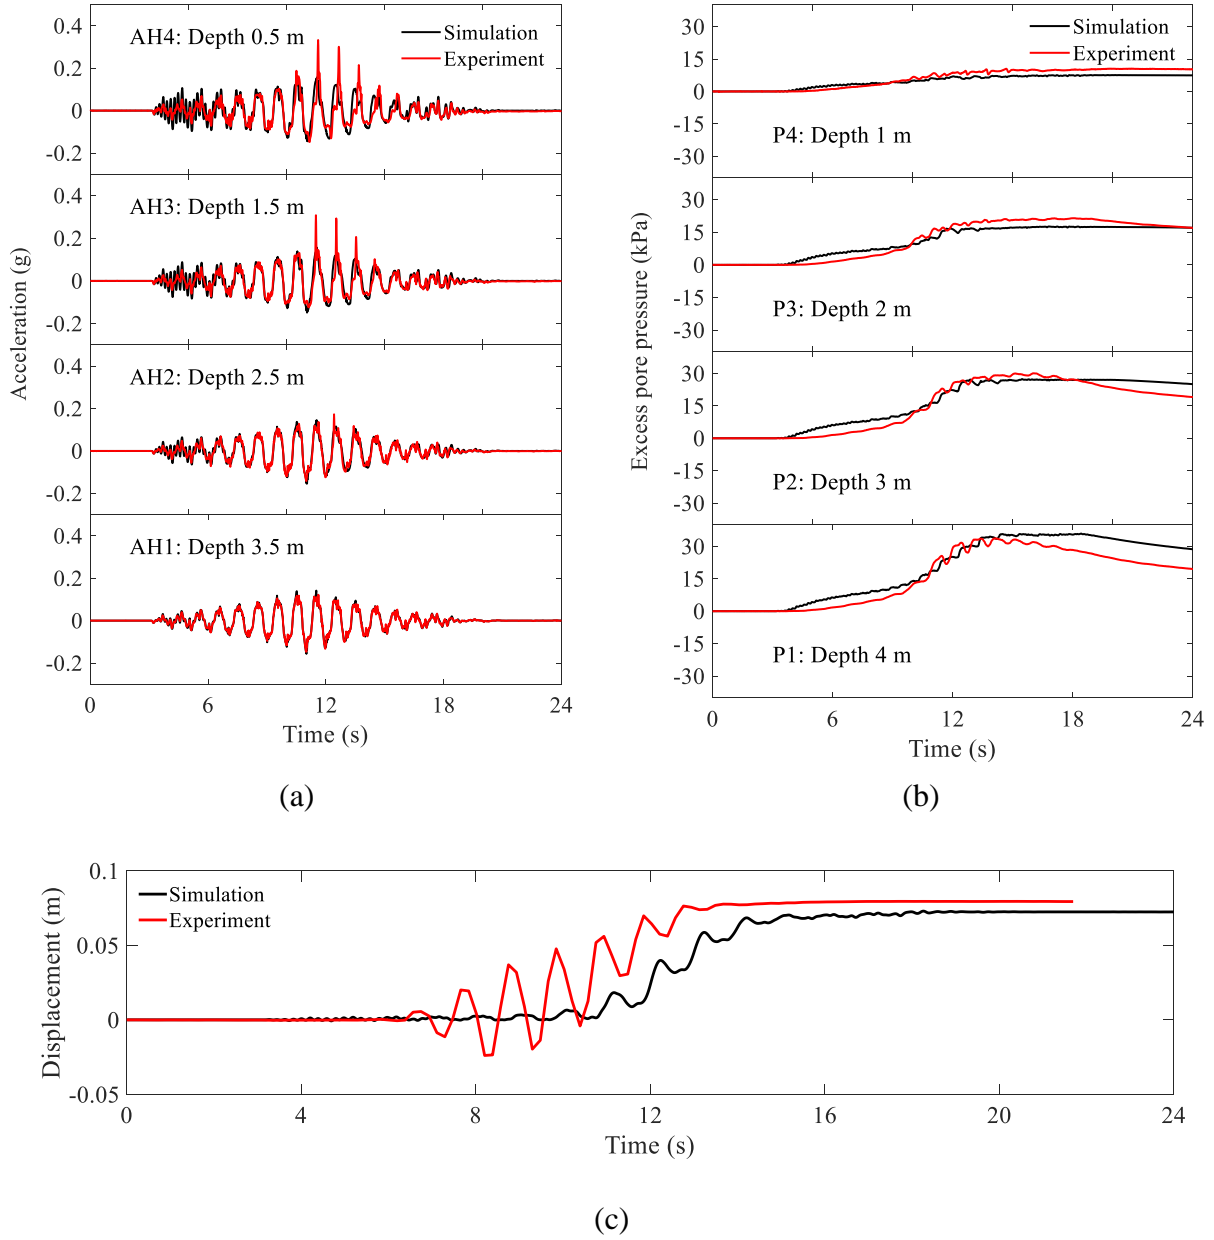 0.4
AH4: Depth 0.5 m
Simulation
Experiment
0.2
0
-0.2
0.4
AH3: Depth 1.5 m
0.2
0
-0.2
0.4
AH2: Depth 2.5 m
0.2
0
-0.2
0.4
AH1: Depth 3.5 m
0.2
0
-0.2
0 6 12 18 24
Time (s)
Acceleration (g)
(a)
30
Simulation
Experiment
15
0
-15
P4: Depth 1 m
-30
30
15
0
-15
P3: Depth 2 m
-30
30
15
0
-15
P2: Depth 3 m
-30
30
15
0
-15
P1: Depth 4 m
-30
0 6 12 18 24
Time (s)
Excess pore pressure (kPa)
(b)
0.1
Simulation
Experiment
0.05
0
-0.05
0 4 8 12 16 20 24
Time (s)
Displacement (m)
(c)